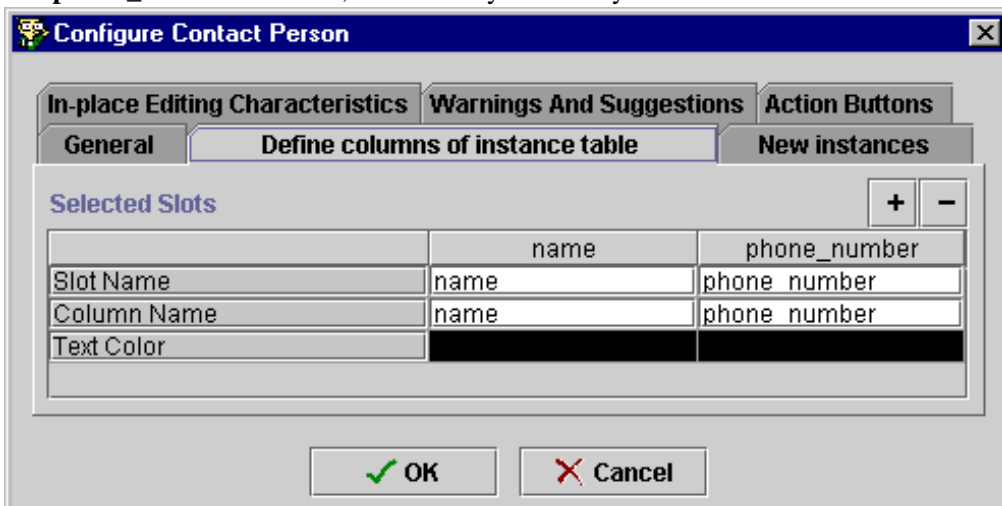 Configure Contact Person
In-place Editing Characteristics Warnings And Suggestions Action Buttons
General Define columns of instance table New instances
Selected Slots + −
name phone_number
Slot Name name phone_number
Column Name name phone_number
Text Color
OK Cancel